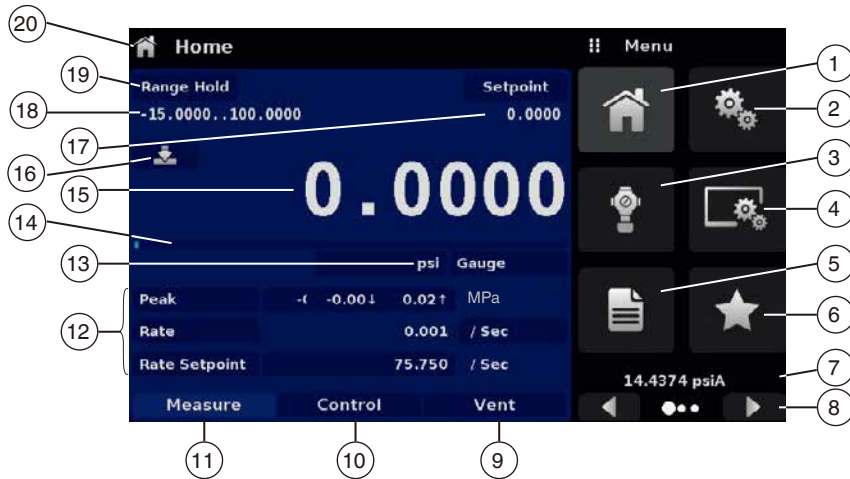 20
Home
Menu
19
Range Hold
Setpoint
1
18
-15.0000..100.0000
0.0000
2
17
16
3
15
0.0000
4
14
13
psi Gauge
5
12
Peak -( -0.00↓ 0.02↑ MPa
6
Rate 0.001 / Sec
Rate Setpoint 75.750 / Sec
14.4374 psiA
7
Measure Control Vent
8
11
10
9